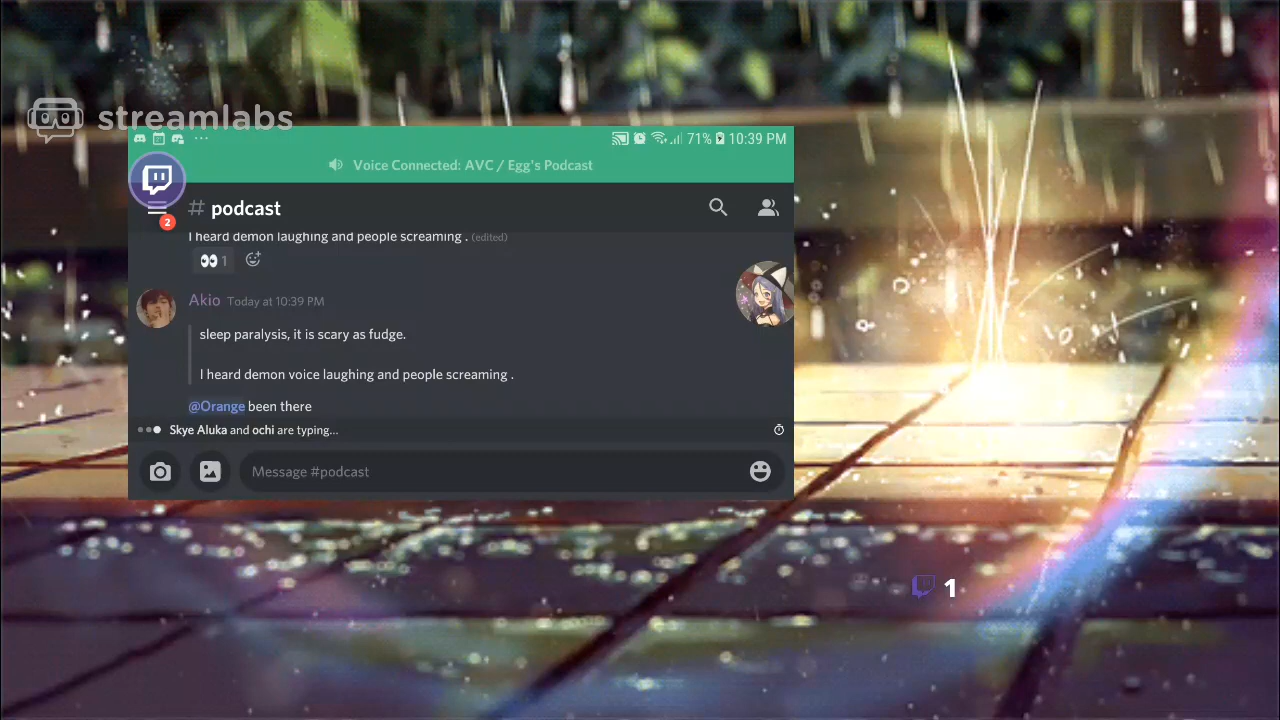 streamlabs
71% 10:39 PM
Voice Connected: AVC / Egg's Podcast
2
# podcast
I heard demon laughing and people screaming . (edited)
1
Akio Today at 10:39 PM
sleep paralysis, it is scary as fudge.
I heard demon voice laughing and people screaming .
@Orange been there
Skye Aluka and ochi are typing...
Message #podcast
1